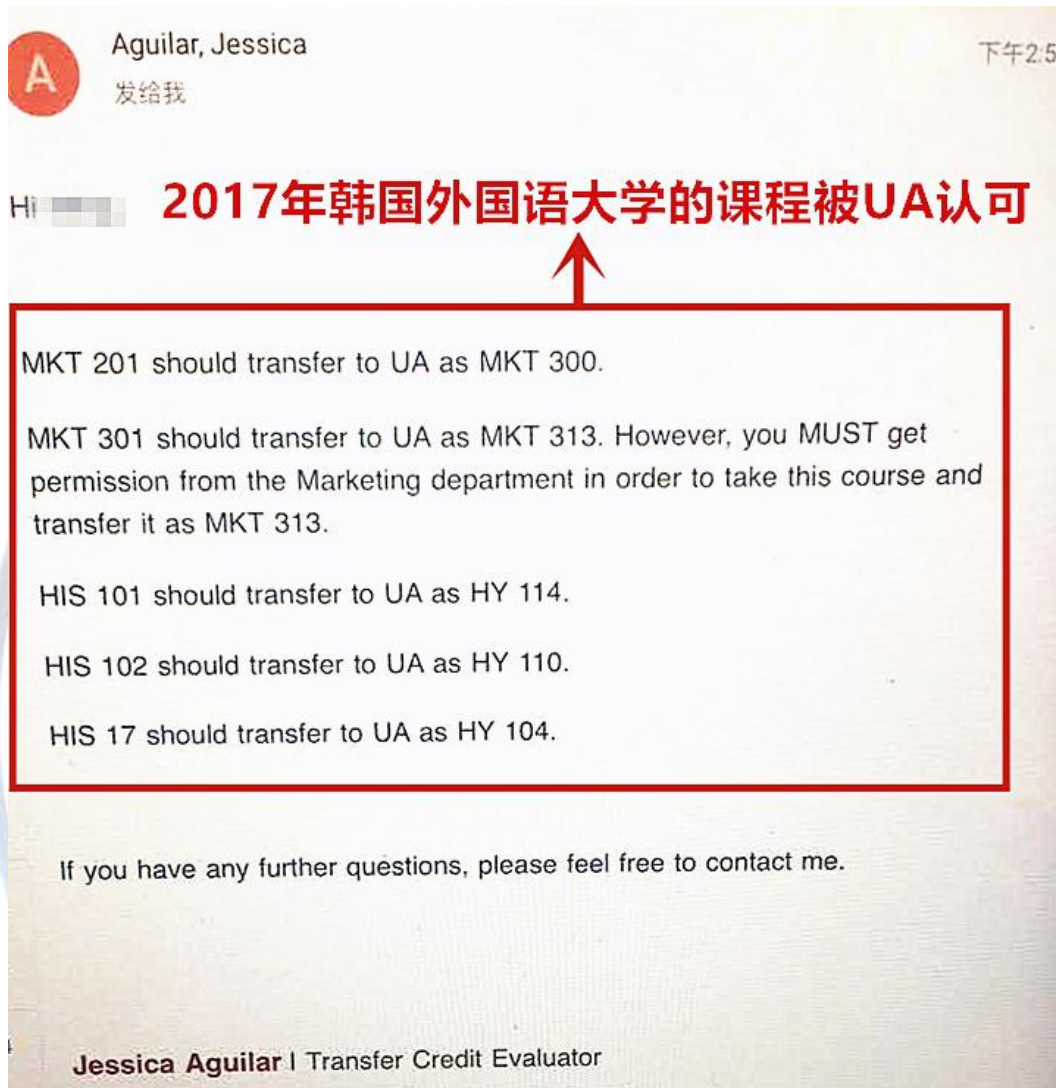 A
Aguilar, Jessica
下午2:5
发给我
Hi
2017年韩国外国语大学的课程被UA认可
MKT 201 should transfer to UA as MKT 300.
MKT 301 should transfer to UA as MKT 313. However, you MUST get
permission from the Marketing department in order to take this course and
transfer it as MKT 313.
HIS 101 should transfer to UA as HY 114.
HIS 102 should transfer to UA as HY 110.
HIS 17 should transfer to UA as HY 104.
If you have any further questions, please feel free to contact me.
Jessica Aguilar | Transfer Credit Evaluator